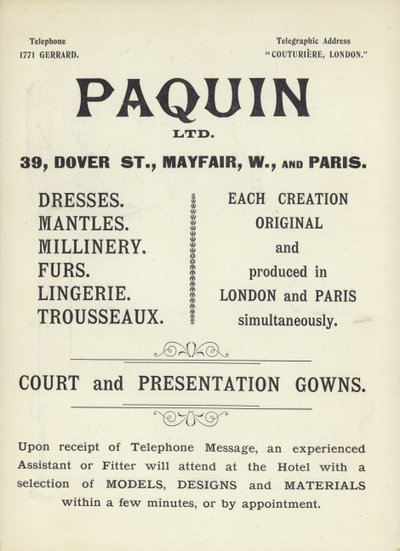 Telephone
1771 GERRARD.
Telegraphic Address
"COUTURIÈRE, LONDON."
PAQUIN
LTD.
39, DOVER ST., MAYFAIR, W., AND PARIS.
DRESSES.
MANTLES.
MILLINERY.
FURS.
LINGERIE.
TROUSSEAUX.
EACH CREATION
ORIGINAL
and
produced in
LONDON and PARIS
simultaneously.
COURT and PRESENTATION GOWNS.
Upon receipt of Telephone Message, an experienced
Assistant or Fitter will attend at the Hotel with a
selection of MODELS, DESIGNS and MATERIALS
within a few minutes, or by appointment.